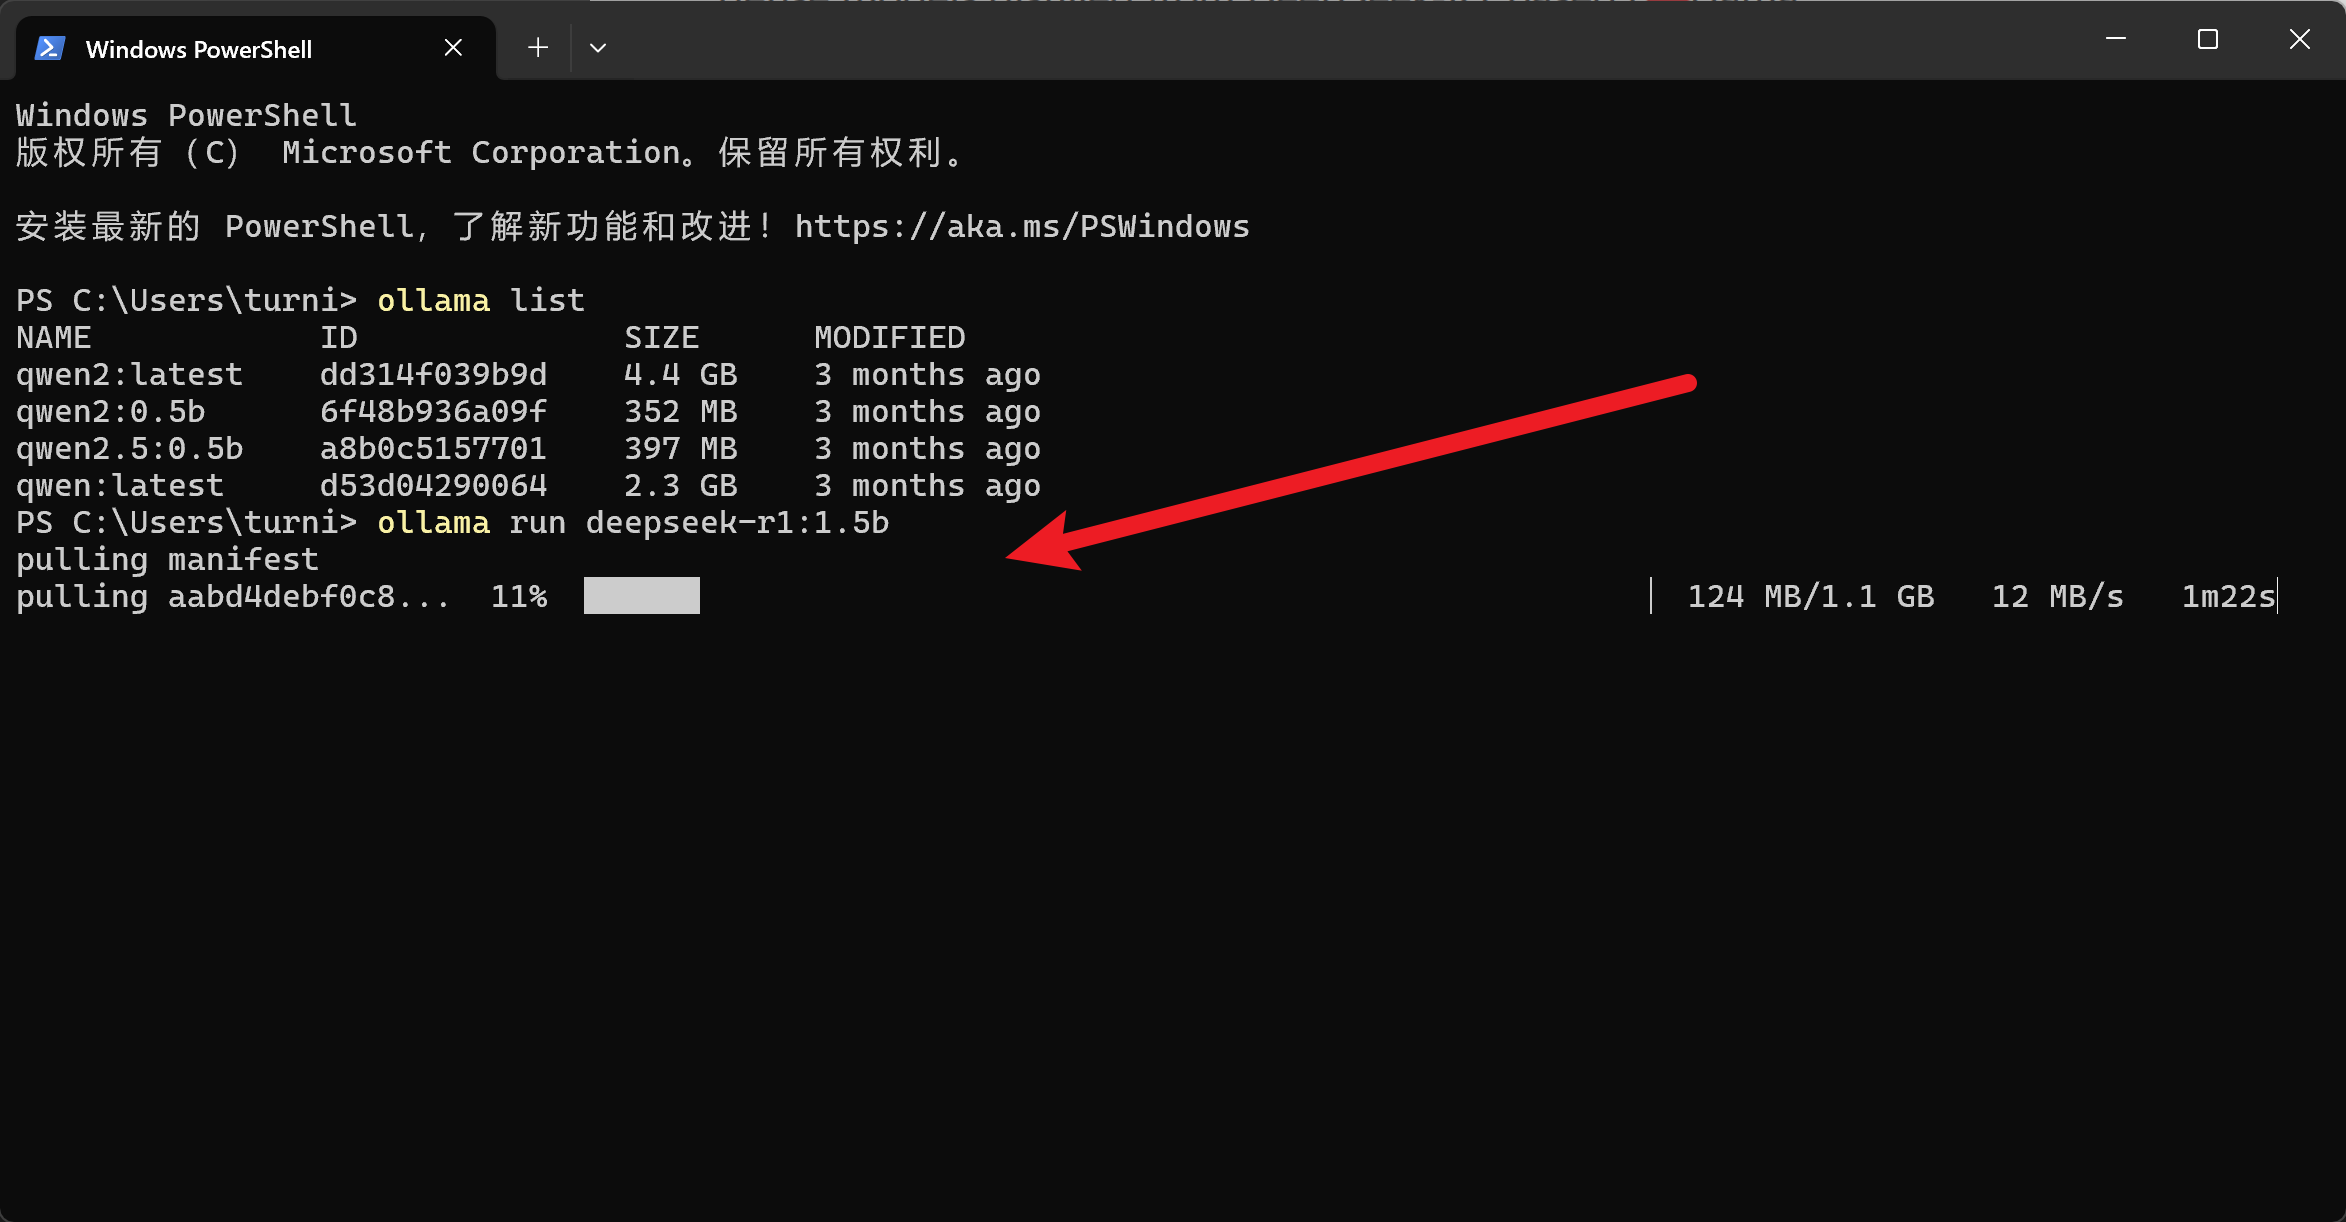 Windows PowerShell
Windows PowerShell
版权所有（C） Microsoft Corporation。保留所有权利。
安装最新的 PowerShell，了解新功能和改进！https://aka.ms/PSWindows
PS C:\Users\turni> ollama list
NAME ID SIZE MODIFIED
qwen2:latest dd314f039b9d 4.4 GB 3 months ago
qwen2:0.5b 6f48b936a09f 352 MB 3 months ago
qwen2.5:0.5b a8b0c5157701 397 MB 3 months ago
qwen:latest d53d04290064 2.3 GB 3 months ago
PS C:\Users\turni> ollama run deepseek-r1:1.5b
pulling manifest
pulling aabd4debf0c8... 11% 124 MB/1.1 GB 12 MB/s 1m22s